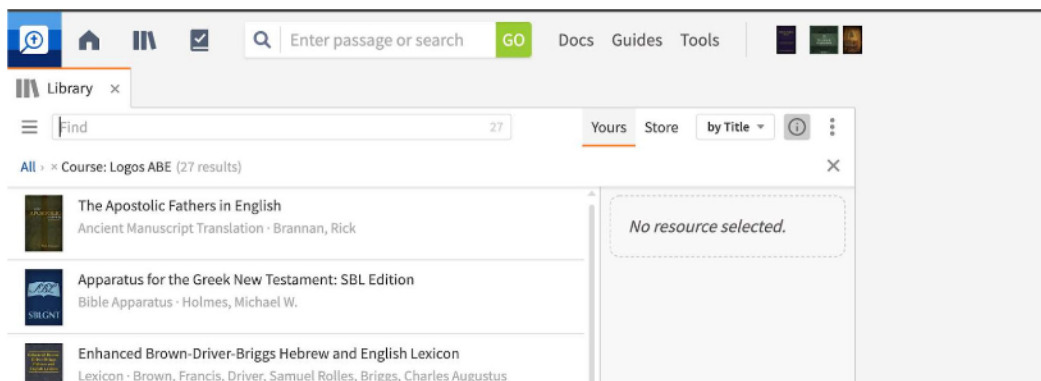 Enter passage or search GO Docs Guides Tools
Library ×
Find 27 Yours Store by Title
All › × Course: Logos ABE (27 results) ×
The Apostolic Fathers in English
Ancient Manuscript Translation · Brannan, Rick
No resource selected.
Apparatus for the Greek New Testament: SBL Edition
Bible Apparatus · Holmes, Michael W.
SBLGNT
Enhanced Brown-Driver-Briggs Hebrew and English Lexicon
Lexicon · Brown, Francis, Driver, Samuel Rolles, Briggs, Charles Augustus